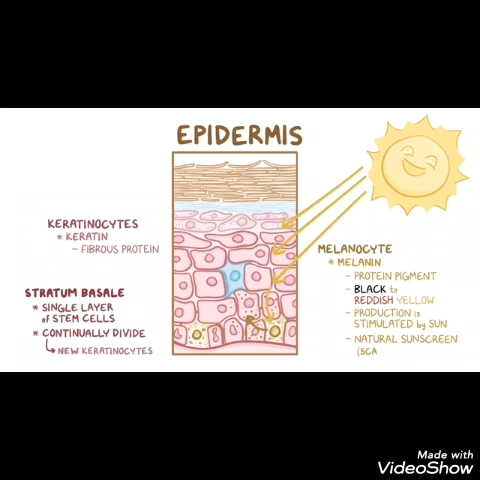 EPIDERMIS
KERATINOCYTES
* KERATIN
~ FIBROUS PROTEIN
STRATUM BASALE
* SINGLE LAYER
of STEM CELLS
* CONTINUALLY DIVIDE
↳ NEW KERATINOCYTES
MELANOCYTE
* MELANIN
~ PROTEIN PIGMENT
~ BLACK to
REDDISH YELLOW
~ PRODUCTION is
STIMULATED by SUN
~ NATURAL SUNSCREEN
(SCA
Made with
VideoShow